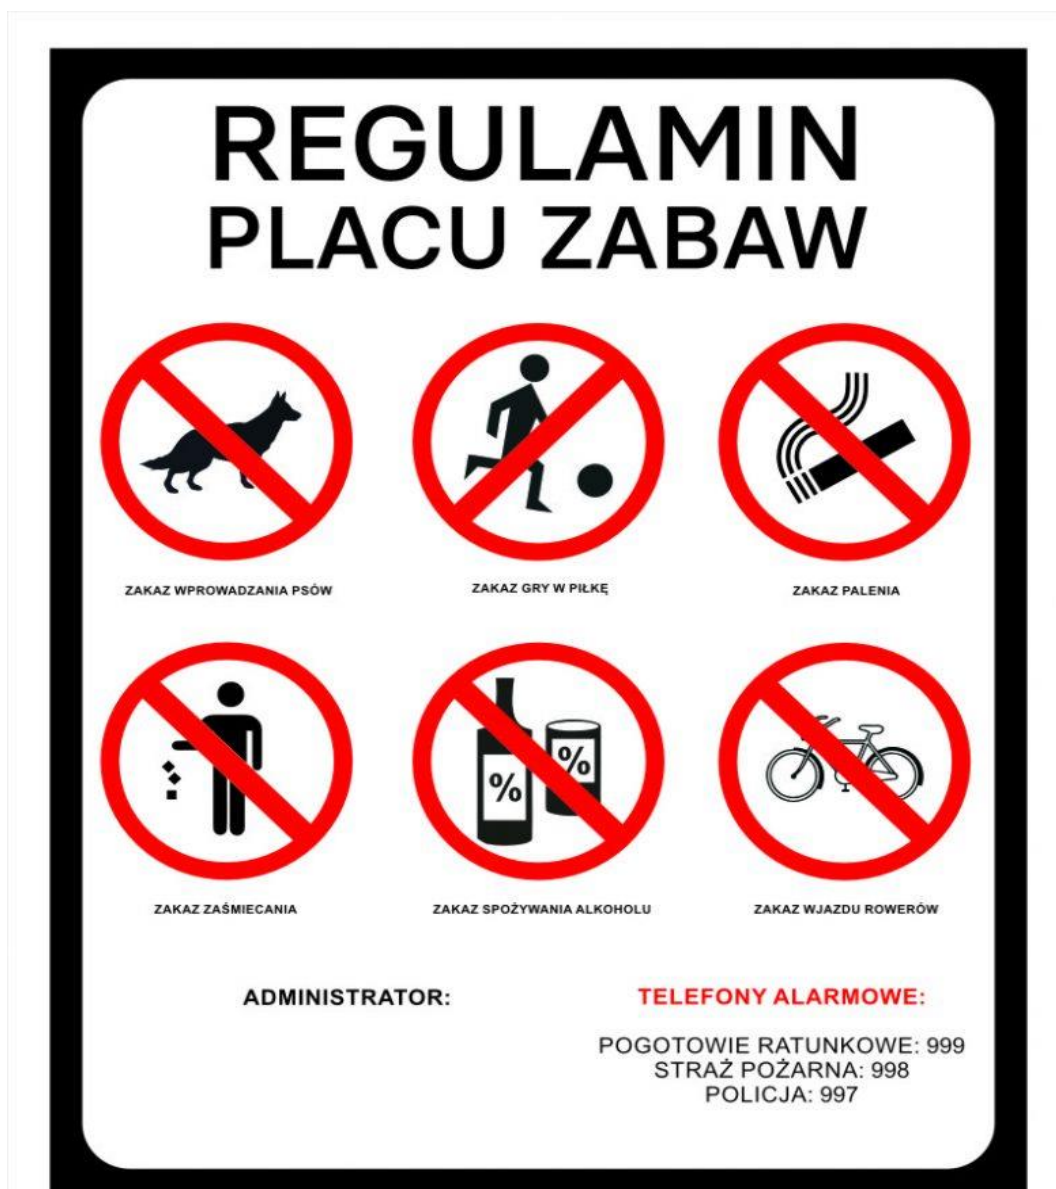 REGULAMIN
PLACU ZABAW
ZAKAZ WPROWADZANIA PSÓW
ZAKAZ GRY W PIŁKĘ
ZAKAZ PALENIA
%
%
ZAKAZ ZAŚMIECANIA
ZAKAZ SPOŻYWANIA ALKOHOLU
ZAKAZ WJAZDU ROWERÓW
ADMINISTRATOR:
TELEFONY ALARMOWE:
POGOTOWIE RATUNKOWE: 999
STRAŻ POŻARNA: 998
POLICJA: 997